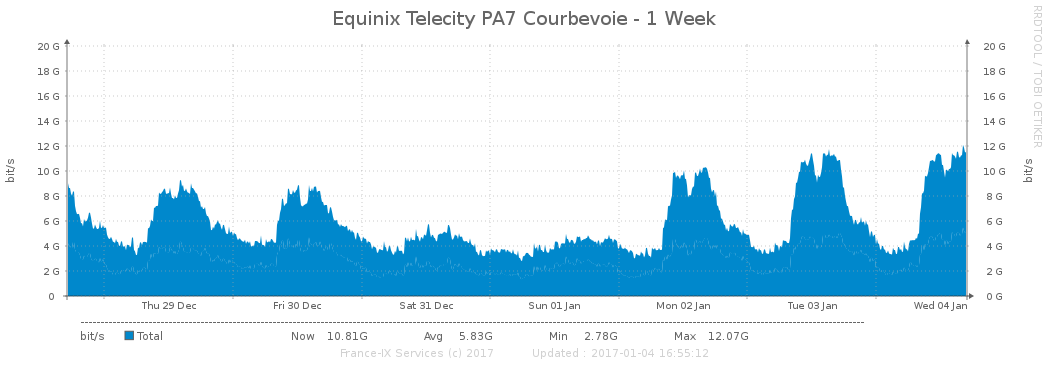 Equinix Telecity PA7 Courbevoie - 1 Week
RRDTOOL / TOBI OETIKER
20 G 20 G
18 G 18 G
16 G 16 G
14 G 14 G
12 G 12 G
10 G 10 G
8 G 8 G
6 G 6 G
4 G 4 G
2 G 2 G
0 0 G
bit/s
bit/s
Thu 29 Dec Fri 30 Dec Sat 31 Dec Sun 01 Jan Mon 02 Jan Tue 03 Jan Wed 04 Jan
bit/s Total Now 10.81G Avg 5.83G Min 2.78G Max 12.07G
France-IX Services (c) 2017 Updated : 2017-01-04 16:55:12